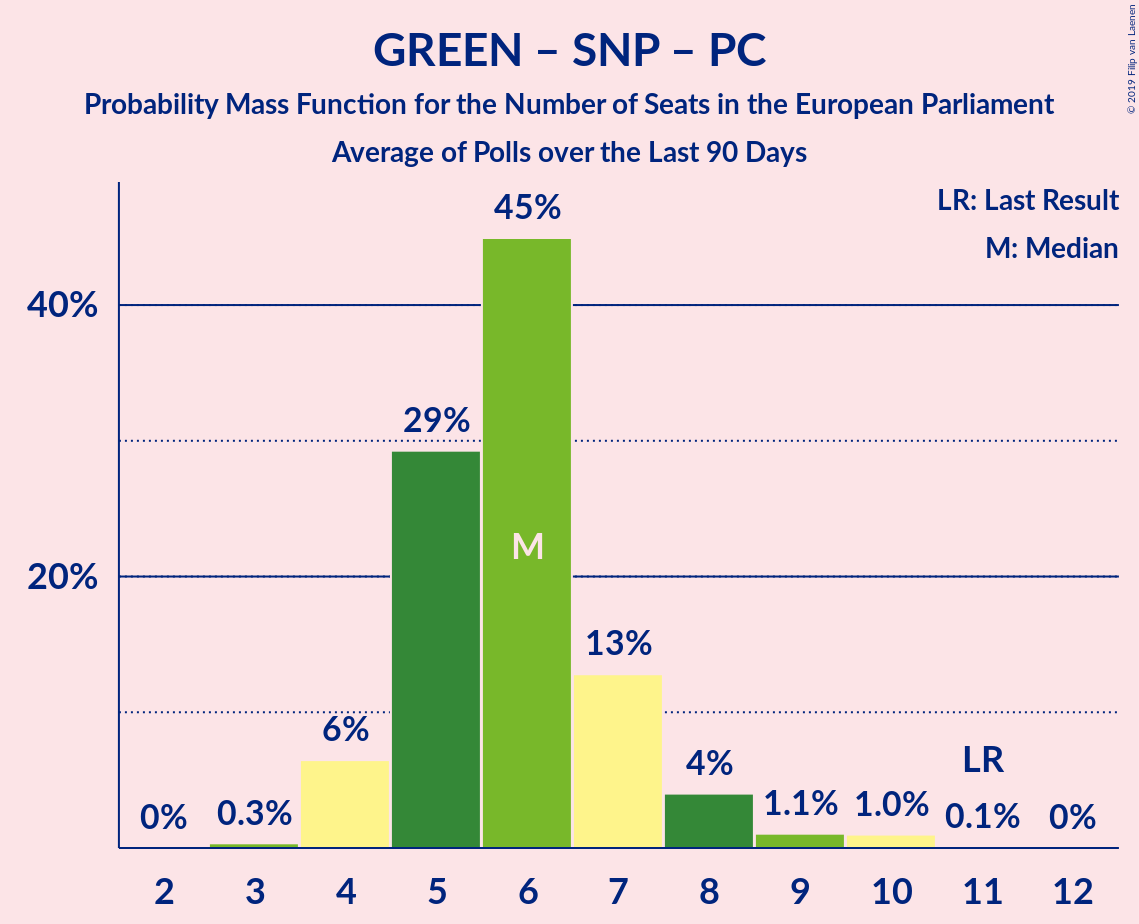 GREEN – SNP – PC
Probability Mass Function for the Number of Seats in the European Parliament
Average of Polls over the Last 90 Days
© 2019 Filip van Laenen
LR: Last Result
M: Median
45%
40%
29%
M
20%
13%
6%
4%
LR
0%
0.3%
1.1%
1.0%
0.1%
0%
2 3 4 5 6 7 8 9 10 11 12